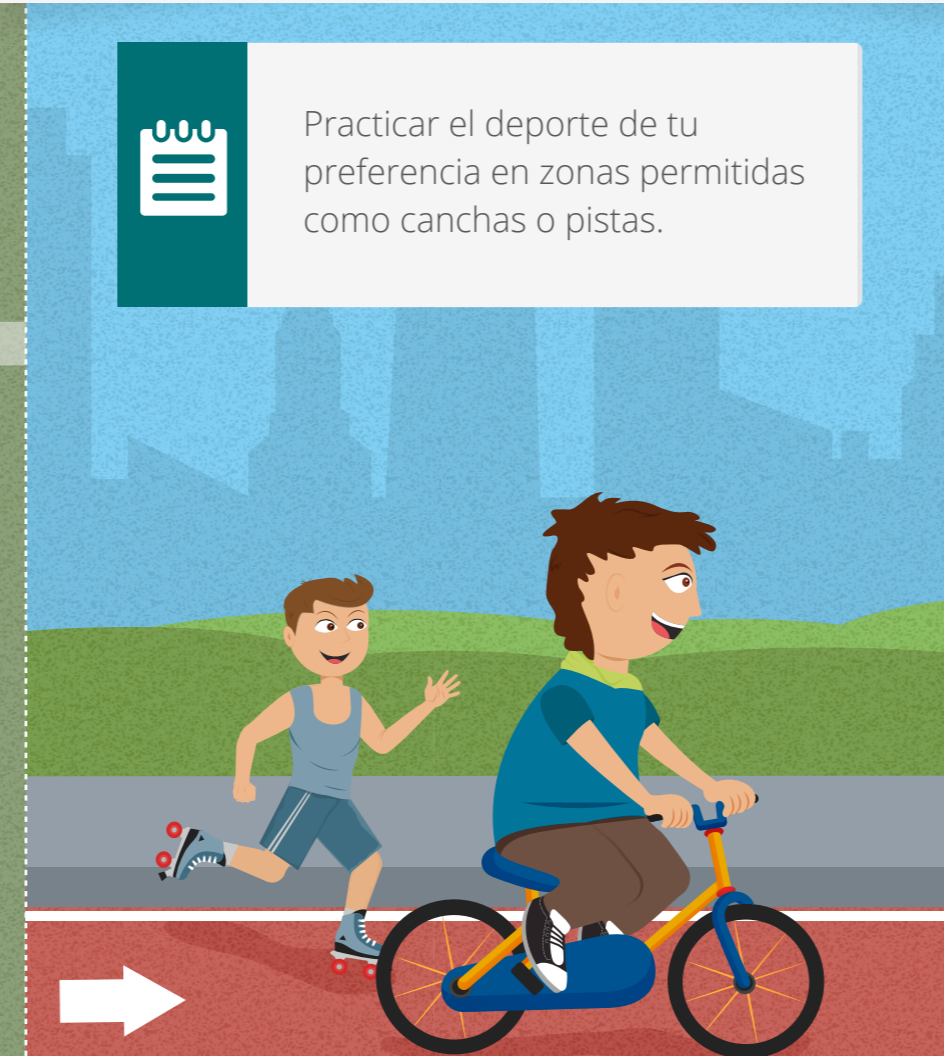 Practicar el deporte de tu
preferencia en zonas permitidas
como canchas o pistas.